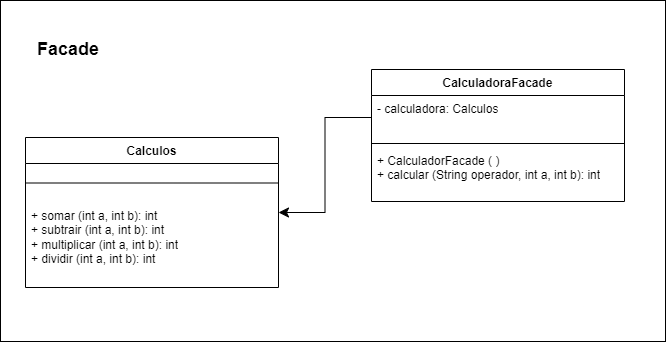 Facade
CalculadoraFacade
- calculadora: Calculos
+ CalculadorFacade ( )
+ calcular (String operador, int a, int b): int
Calculos
+ somar (int a, int b): int
+ subtrair (int a, int b): int
+ multiplicar (int a, int b): int
+ dividir (int a, int b): int